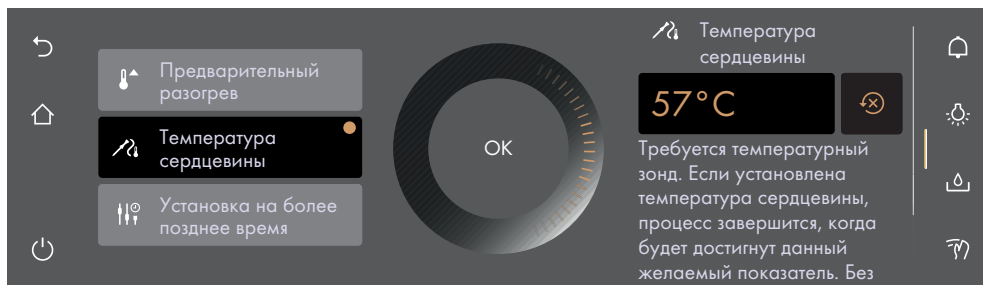 Предварительный
разогрев
Температура
сердцевины
Установка на более
позднее время
OK
Температура
сердцевины
57°C
Требуется температурный
зонд. Если установлена
температура сердцевины,
процесс завершится, когда
будет достигнут данный
желаемый показатель. Без